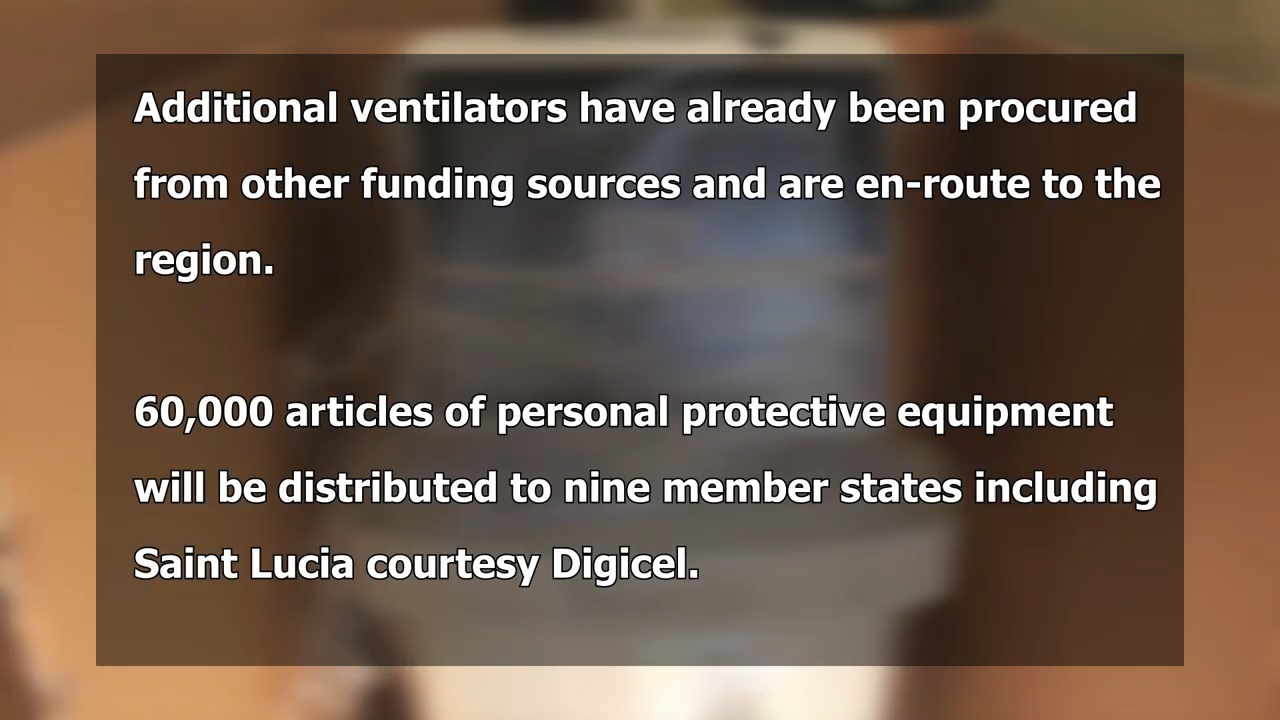 Additional ventilators have already been procured
from other funding sources and are en-route to the
region.
60,000 articles of personal protective equipment
will be distributed to nine member states including
Saint Lucia courtesy Digicel.